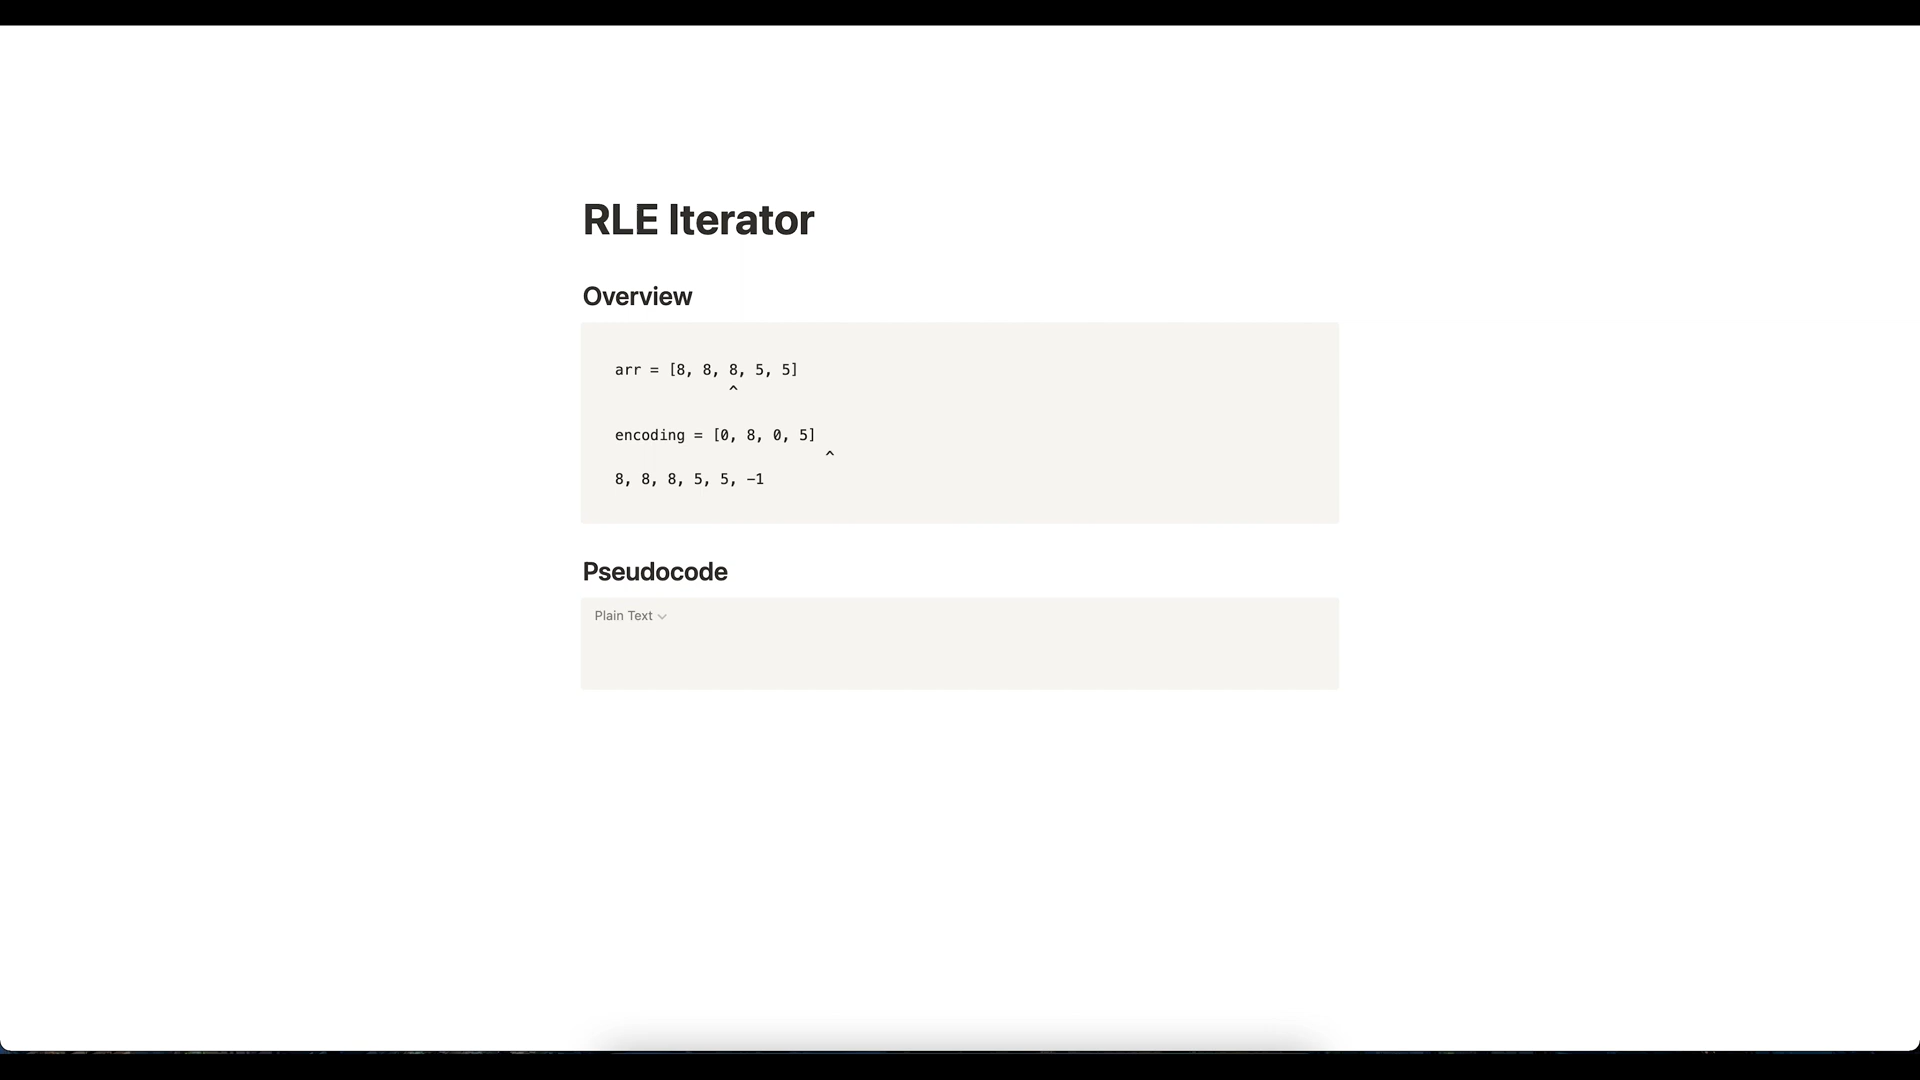 RLE Iterator
Overview
arr = [8, 8, 8, 5, 5]
^
encoding = [0, 8, 0, 5]
^
8, 8, 8, 5, 5, −1
Pseudocode
Plain Text